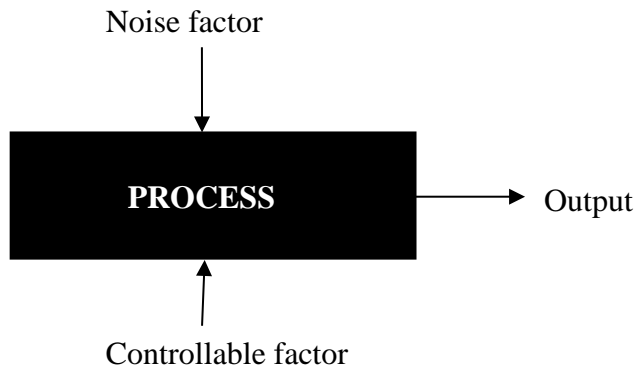 Noise factor
PROCESS
Output
Controllable factor